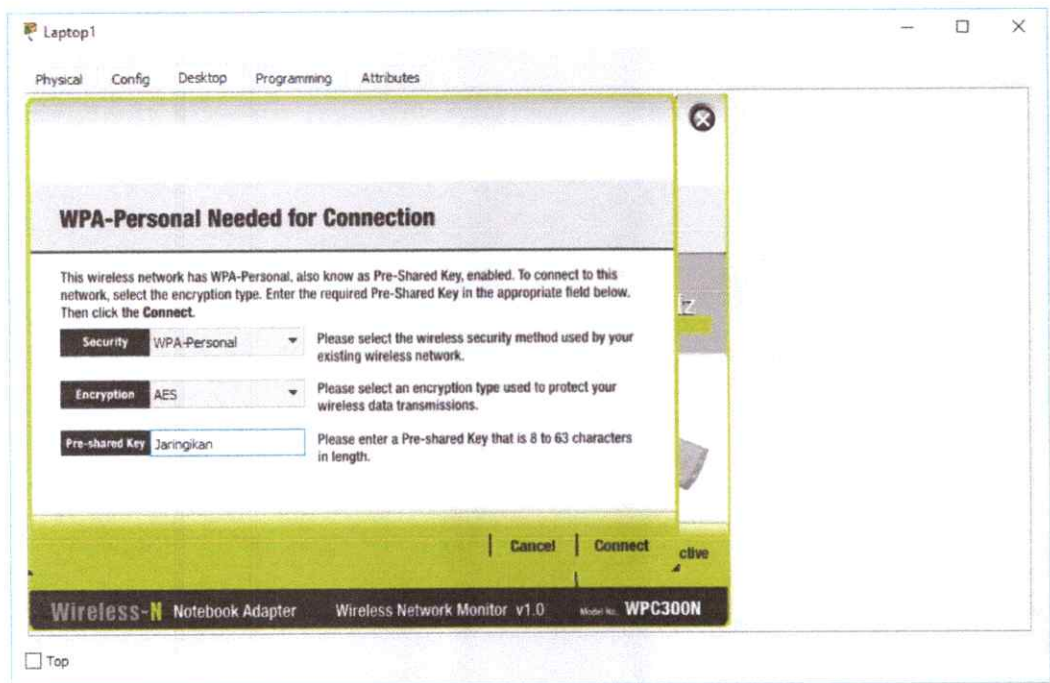 Laptop1
Physical Config Desktop Programming Attributes
WPA-Personal Needed for Connection
This wireless network has WPA-Personal, also know as Pre-Shared Key, enabled. To connect to this
network, select the encryption type. Enter the required Pre-Shared Key in the appropriate field below.
Then click the Connect.
Security WPA-Personal Please select the wireless security method used by your
existing wireless network.
Encryption AES Please select an encryption type used to protect your
wireless data transmissions.
Pre-shared Key Jaringikan Please enter a Pre-shared Key that is 8 to 63 characters
in length.
Cancel Connect
Wireless-N Notebook Adapter Wireless Network Monitor v1.0 Model No. WPC300N
Top